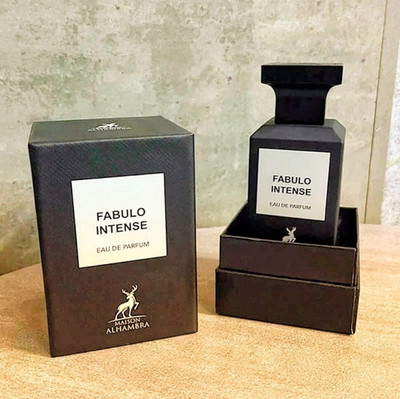 FABULO
INTENSE
EAU DE PARFUM
MAISON
ALHAMBRA
FABULO
INTENSE
EAU DE PARFUM